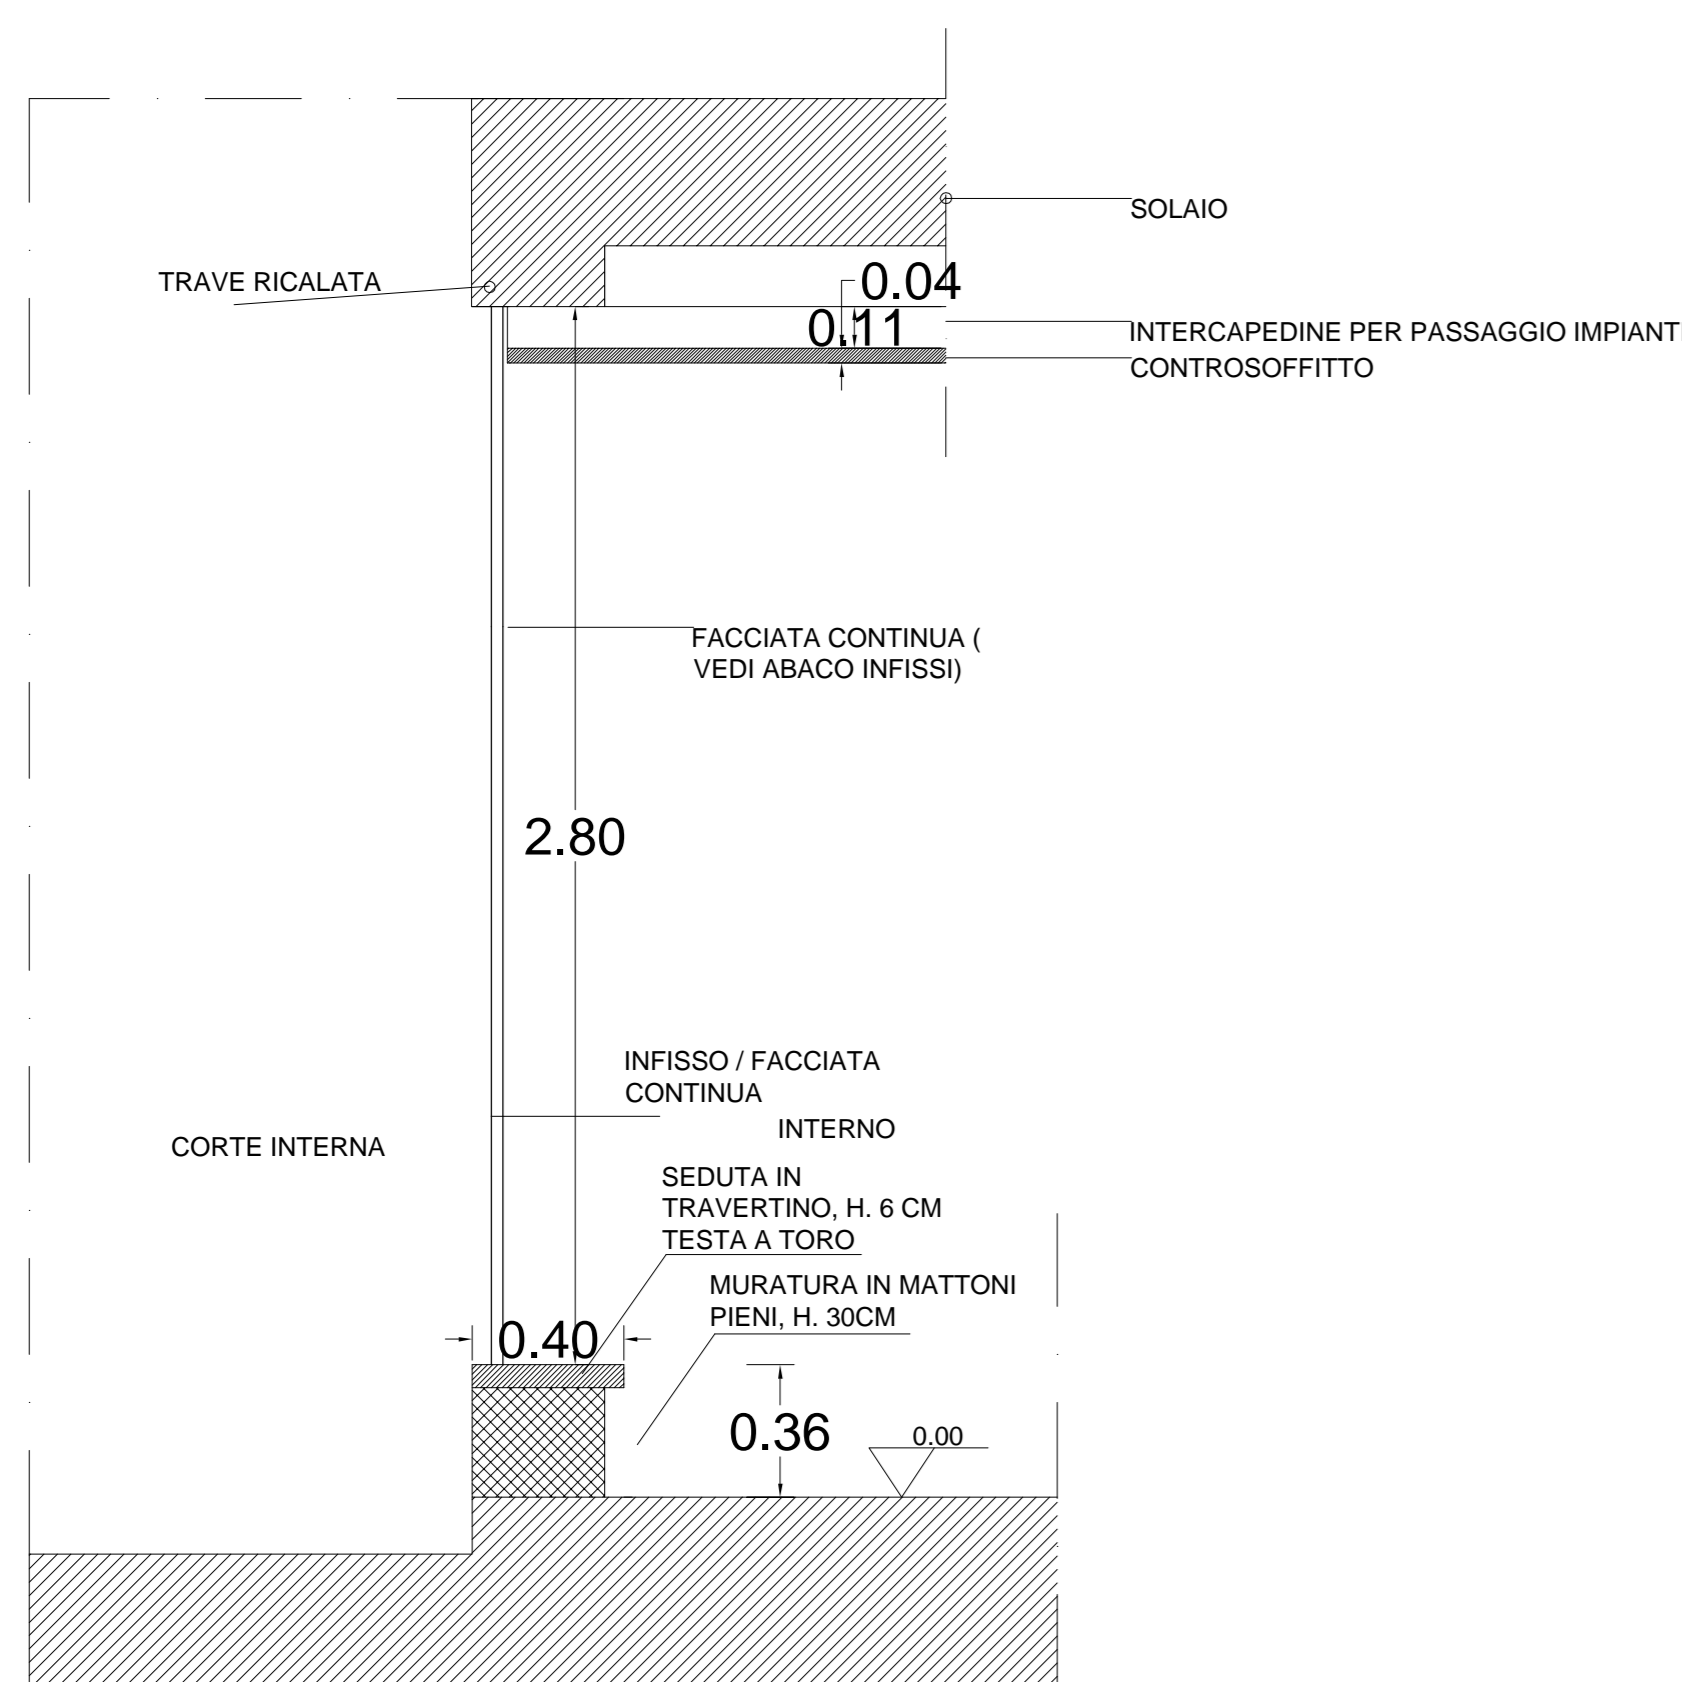 SOLAIO
TRAVE RICALATA
0.04
0.11
INTERCAPEDINE PER PASSAGGIO IMPIANTI
CONTROSOFFITTO
FACCIATA CONTINUA (
VEDI ABACO INFISSI)
2.80
INFISSO / FACCIATA
CONTINUA
INTERNO
CORTE INTERNA
SEDUTA IN
TRAVERTINO, H. 6 CM
TESTA A TORO
MURATURA IN MATTONI
PIENI, H. 30CM
0.40
0.36
0.00